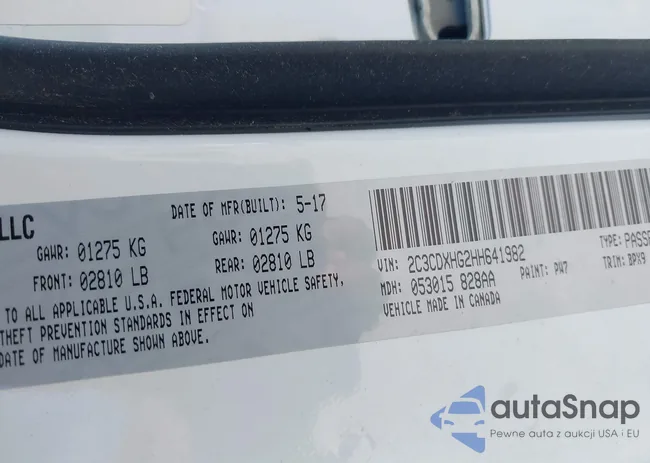 LLC
DATE OF MFR(BUILT): 5-17
GAWR: 01275 KG GAWR: 01275 KG
FRONT: 02810 LB REAR: 02810 LB
TO ALL APPLICABLE U.S.A. FEDERAL MOTOR VEHICLE SAFETY,
THEFT PREVENTION STANDARDS IN EFFECT ON
DATE OF MANUFACTURE SHOWN ABOVE.
VIN: 2C3CDXHG2HH641982 TYPE: PASSE
MDH: 053015 828AA PAINT: PW7 TRIM: BPX9
VEHICLE MADE IN CANADA
autaSnap
Pewne auta z aukcji USA i EU